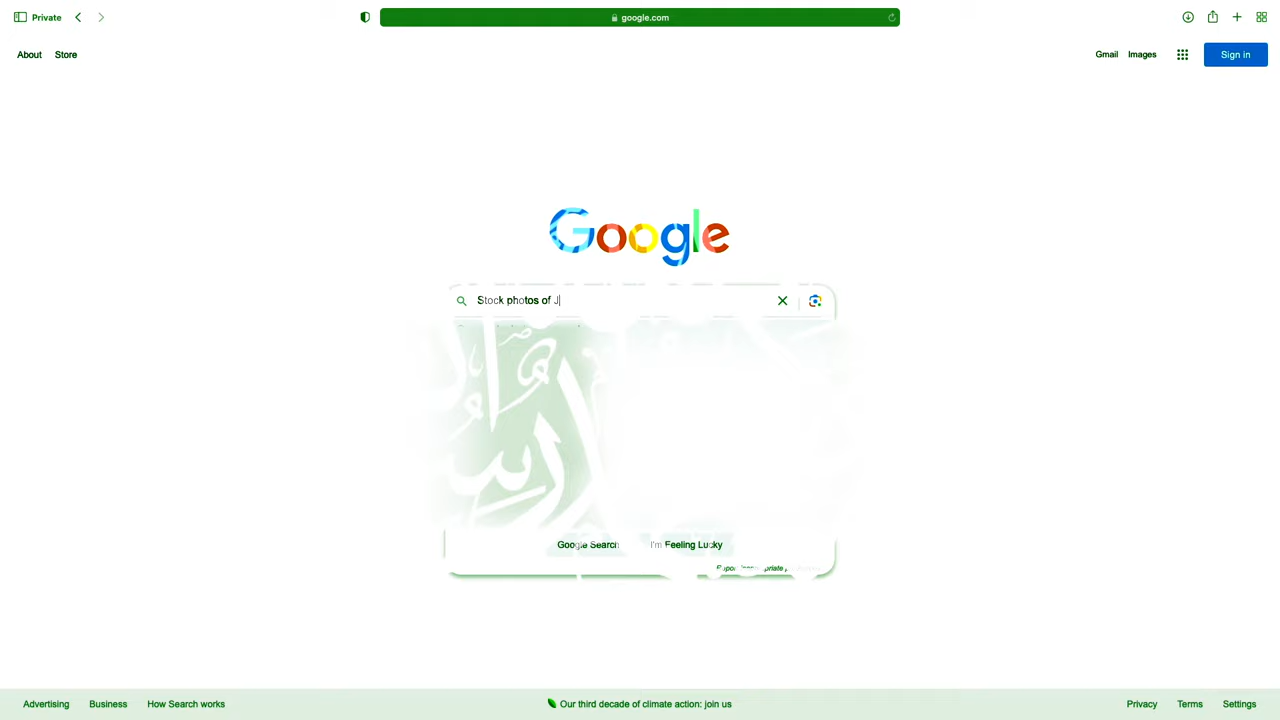 Private
google.com
About Store
Gmail Images
Sign in
Google
Stock photos of J
Google Search
I'm Feeling Lucky
Advertising Business How Search works
Our third decade of climate action: join us
Privacy Terms Settings